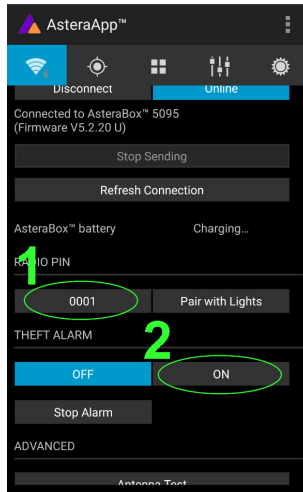 AsteraApp™
Disconnect Online
Connected to AsteraBox™ 5095
(Firmware V5.2.20 U)
Stop Sending
Refresh Connection
AsteraBox™ battery Charging...
1
RADIO PIN
0001 Pair with Lights
THEFT ALARM
2
OFF ON
Stop Alarm
ADVANCED
Antenna Test